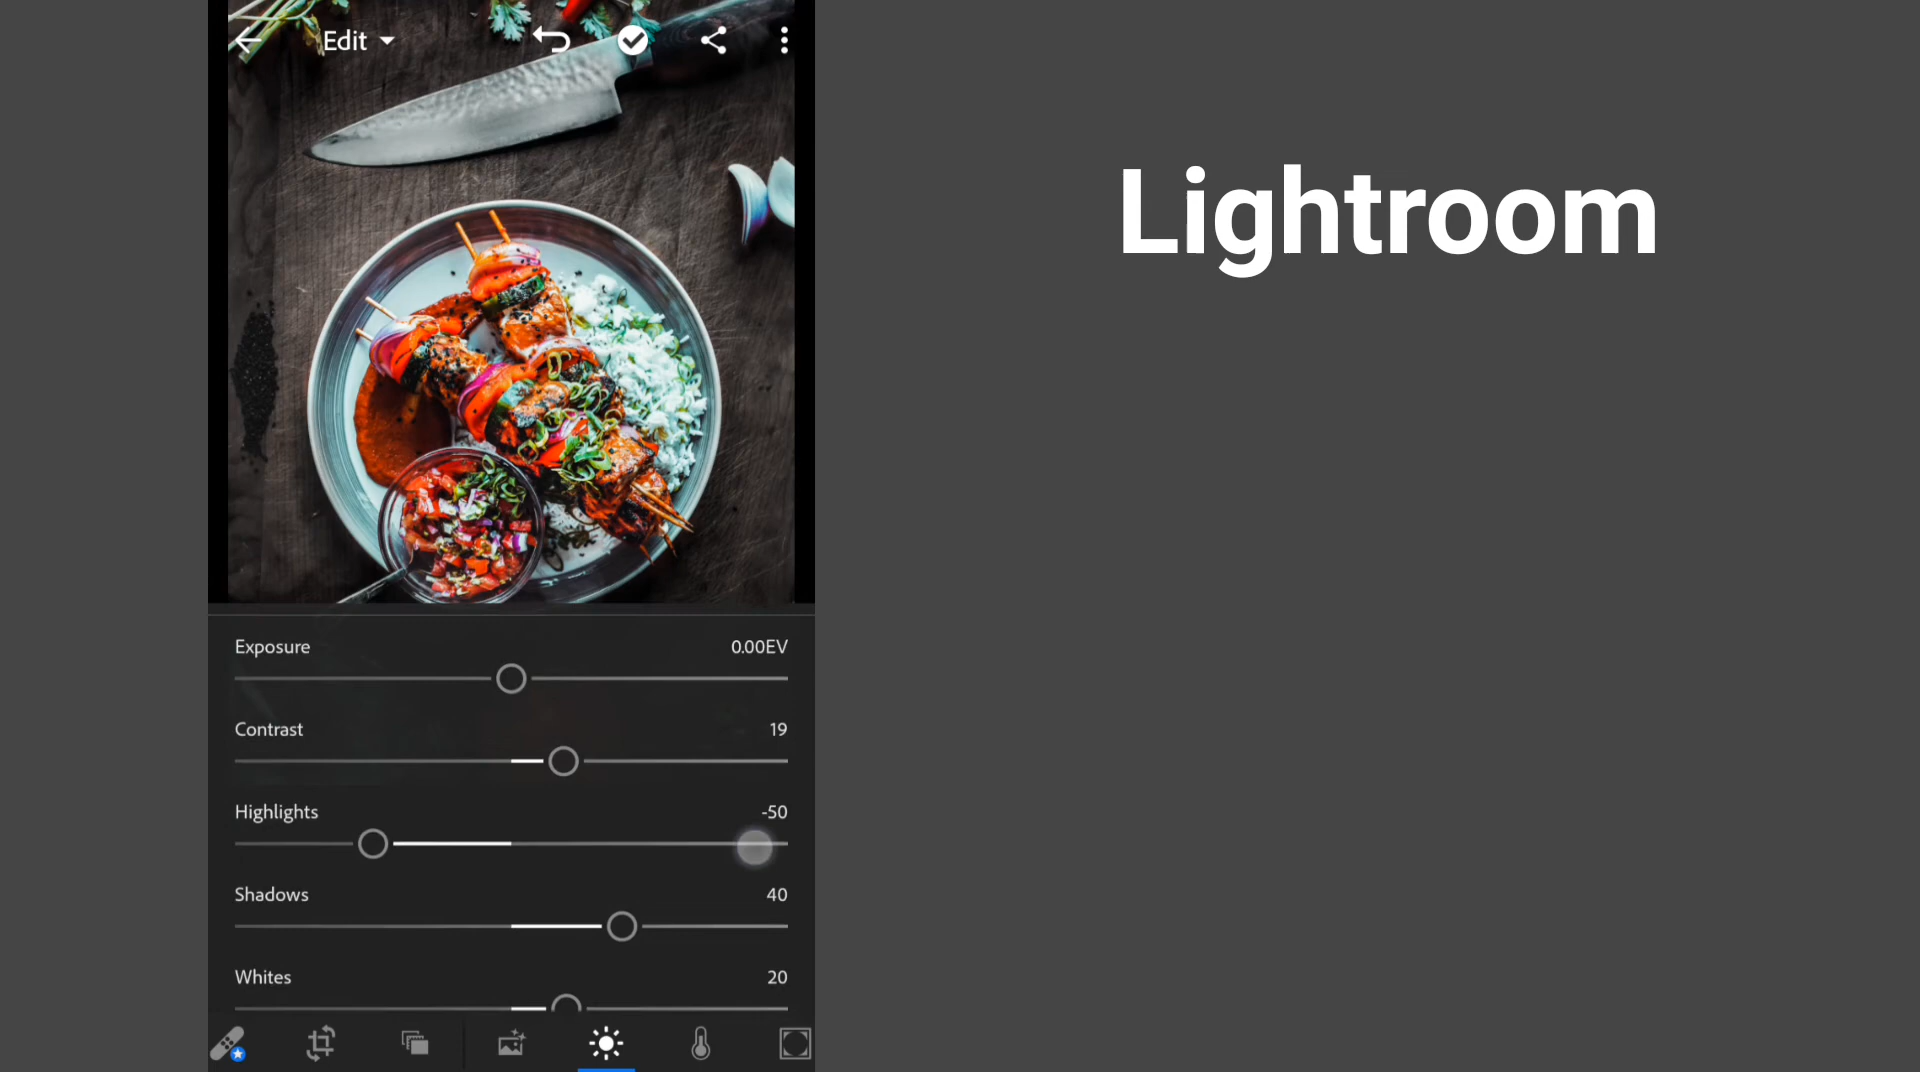 Edit
Lightroom
Exposure 0.00EV
Contrast 19
Highlights -50
Shadows 40
Whites 20